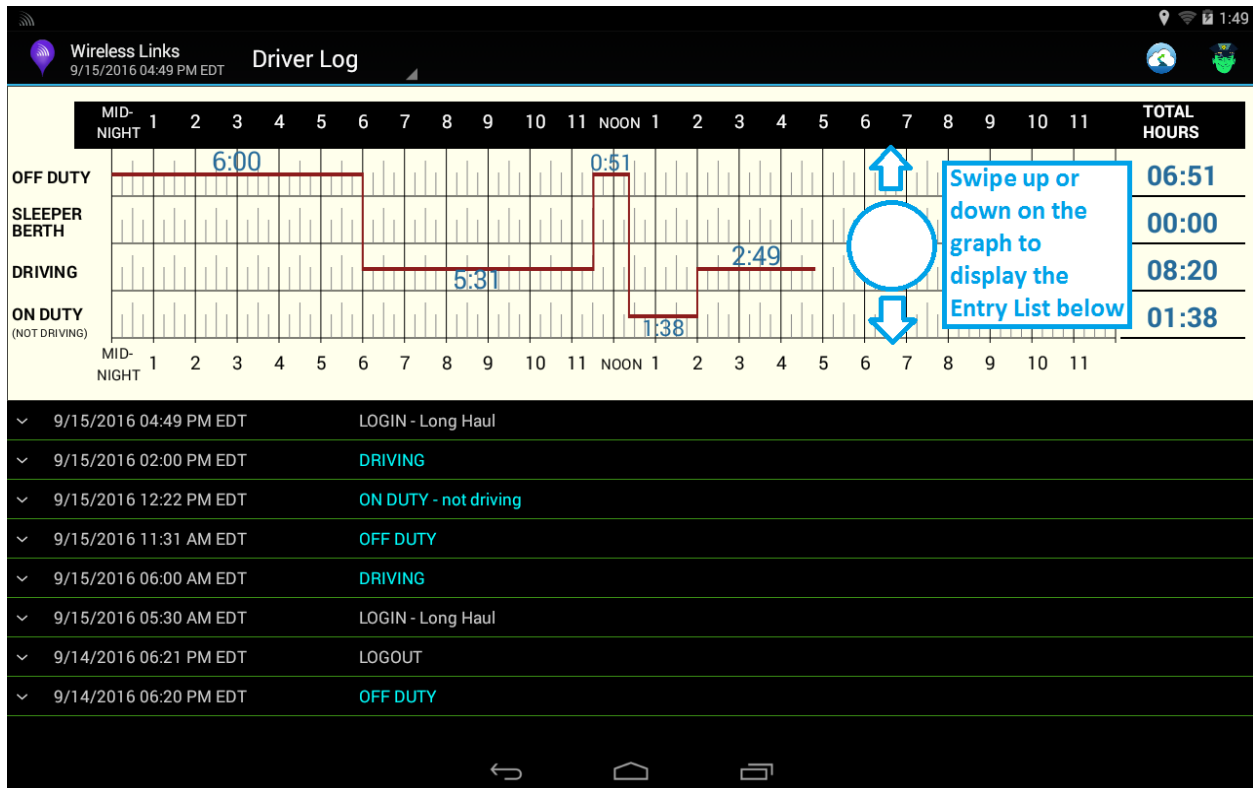 1:49
Wireless Links
9/15/2016 04:49 PM EDT
Driver Log
MID-
NIGHT 1 2 3 4 5 6 7 8 9 10 11 NOON 1 2 3 4 5 6 7 8 9 10 11
TOTAL
HOURS
6:00 0:51
OFF DUTY 06:51
SLEEPER
BERTH 00:00
2:49
DRIVING 08:20
5:31
ON DUTY 01:38
(NOT DRIVING)
1:38
Swipe up or
down on the
graph to
display the
Entry List below
MID-
NIGHT 1 2 3 4 5 6 7 8 9 10 11 NOON 1 2 3 4 5 6 7 8 9 10 11
9/15/2016 04:49 PM EDT LOGIN - Long Haul
9/15/2016 02:00 PM EDT DRIVING
9/15/2016 12:22 PM EDT ON DUTY - not driving
9/15/2016 11:31 AM EDT OFF DUTY
9/15/2016 06:00 AM EDT DRIVING
9/15/2016 05:30 AM EDT LOGIN - Long Haul
9/14/2016 06:21 PM EDT LOGOUT
9/14/2016 06:20 PM EDT OFF DUTY